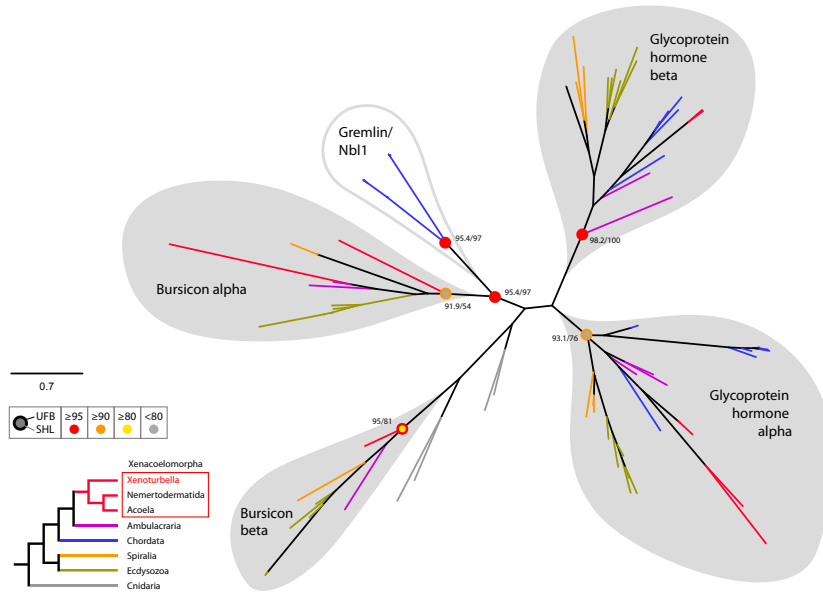 Glycoprotein
hormone
beta
Gremlin/
Nbl1
95.4/97
98.2/100
Bursicon alpha
95.4/97
91.9/54
93.1/76
0.7
Glycoprotein
hormone
alpha
UFB
SHL
≥95 ≥90 ≥80 <80
95/81
Xenacoelomorpha
Xenoturbella
Nemertodermatida
Acoela
Ambulacraria
Chordata
Spiralia
Ecdysozoa
Cnidaria
Bursicon
beta